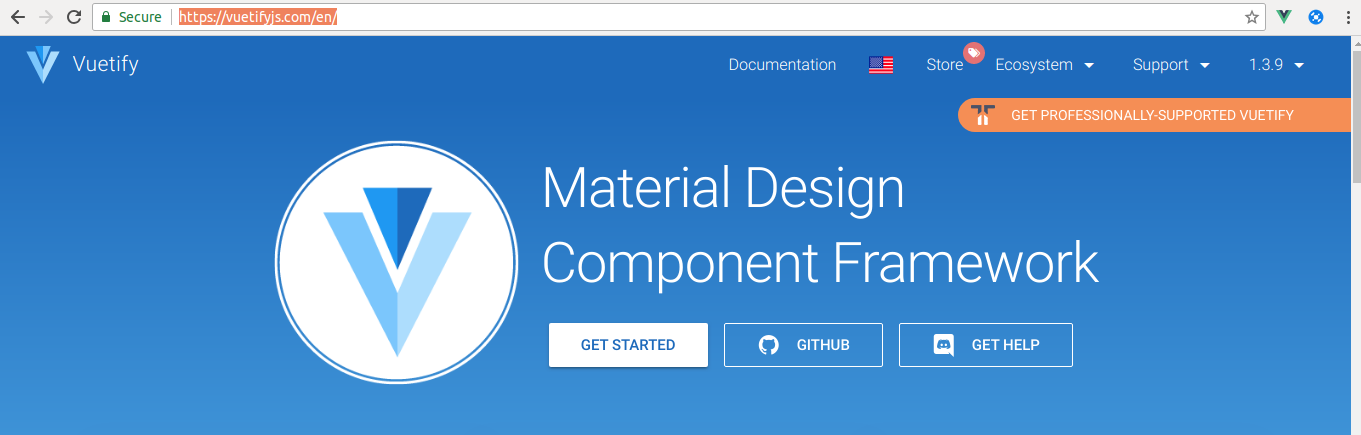 Secure https://vuetifyjs.com/en/
Vuetify Documentation Store Ecosystem Support 1.3.9
GET PROFESSIONALLY-SUPPORTED VUETIFY
Material Design
Component Framework
GET STARTED GITHUB GET HELP